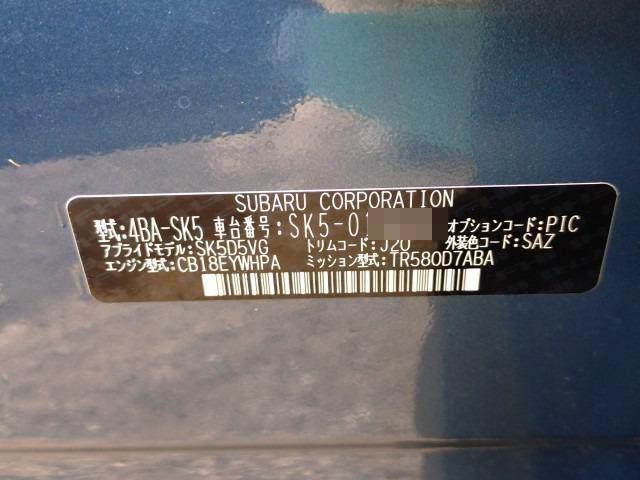 SUBARU CORPORATION
型式:4BA-SK5 車台番号:SK5-01 オプションコード:PIC
アプライドモデル:SK5D5VG トリムコード:J20 外装色コード:SAZ
エンジン型式:CB18EYWHPA ミッション型式:TR580D7ABA